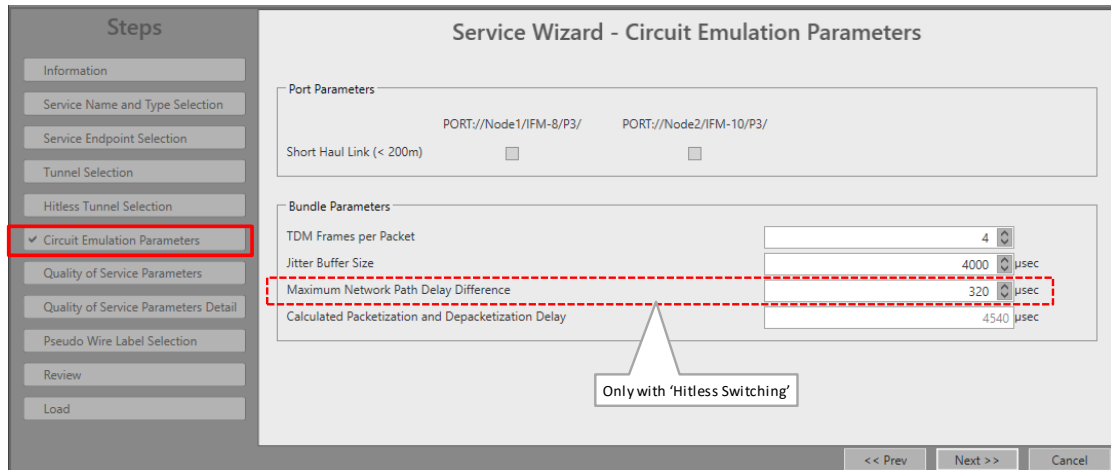 Steps
Information
Service Name and Type Selection
Service Endpoint Selection
Tunnel Selection
Hitless Tunnel Selection
✔ Circuit Emulation Parameters
Quality of Service Parameters
Quality of Service Parameters Detail
Pseudo Wire Label Selection
Review
Load
Service Wizard - Circuit Emulation Parameters
Port Parameters
PORT://Node1/IFM-8/P3/ PORT://Node2/IFM-10/P3/
Short Haul Link (< 200m)
Bundle Parameters
TDM Frames per Packet 4
Jitter Buffer Size 4000 µsec
Maximum Network Path Delay Difference 320 µsec
Calculated Packetization and Depacketization Delay 4540 µsec
Only with ‘Hitless Switching’
<< Prev Next >> Cancel